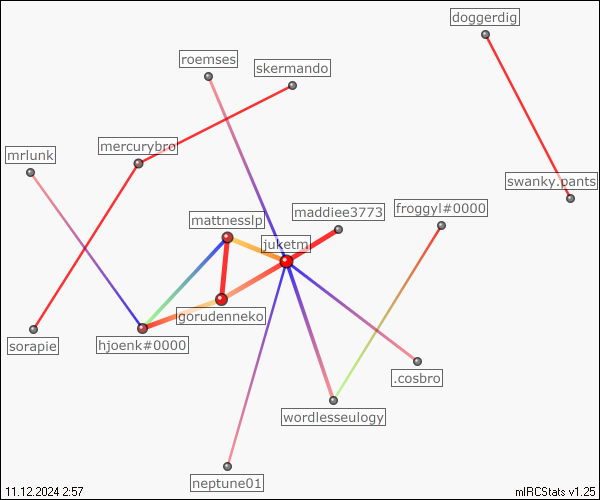 doggerdig
roemses
skermando
mercurybro
mrlunk
swanky.pants
maddiee3773
froggyl#0000
mattnesslp
juketm
gorudenneko
sorapie
hjoenk#0000
.cosbro
wordlesseulogy
neptune01
11.12.2024 2:57
mIRCStats v1.25